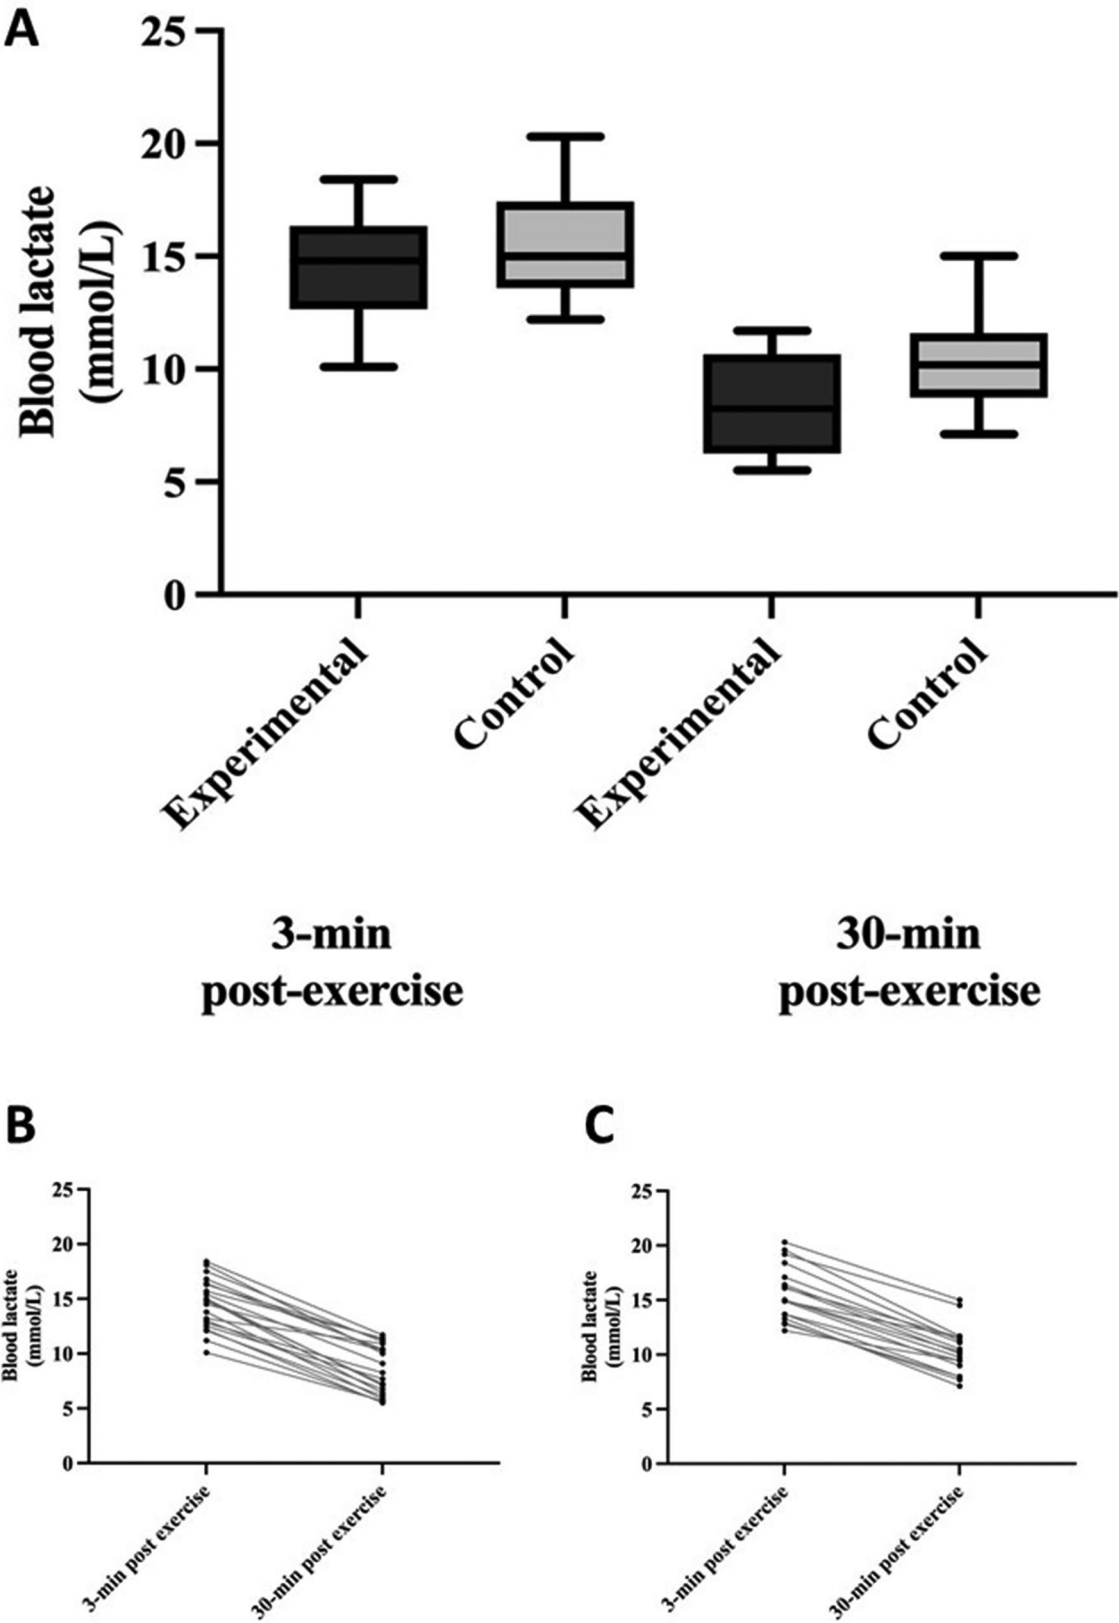 A
25
20
15
10
5
0
Blood lactate
(mmol/L)
Experimental
Control
Experimental
Control
3-min
post-exercise
30-min
post-exercise
B
25
20
15
10
5
0
Blood lactate
(mmol/L)
3-min post exercise
30-min post exercise
C
25
20
15
10
5
0
Blood lactate
(mmol/L)
3-min post exercise
30-min post exercise